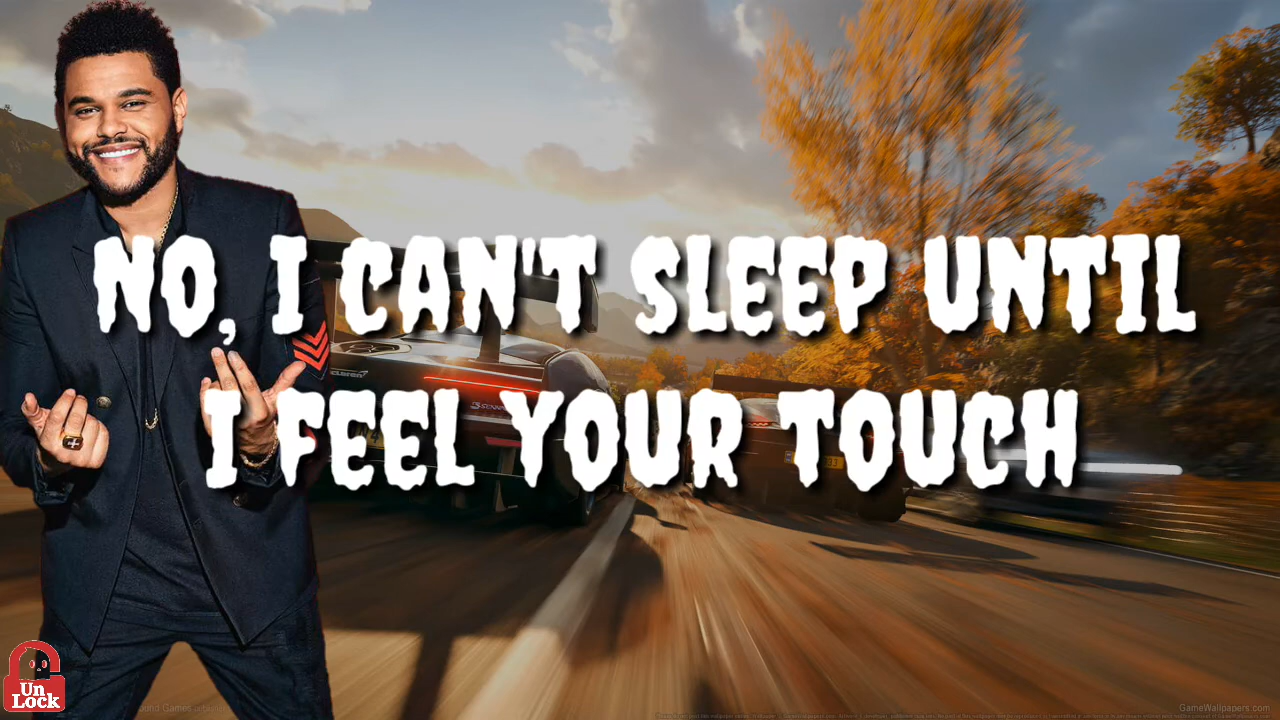 NO, I CAN'T SLEEP UNTIL
I FEEL YOUR TOUCH
Un
Lock
GameWallpapers.com